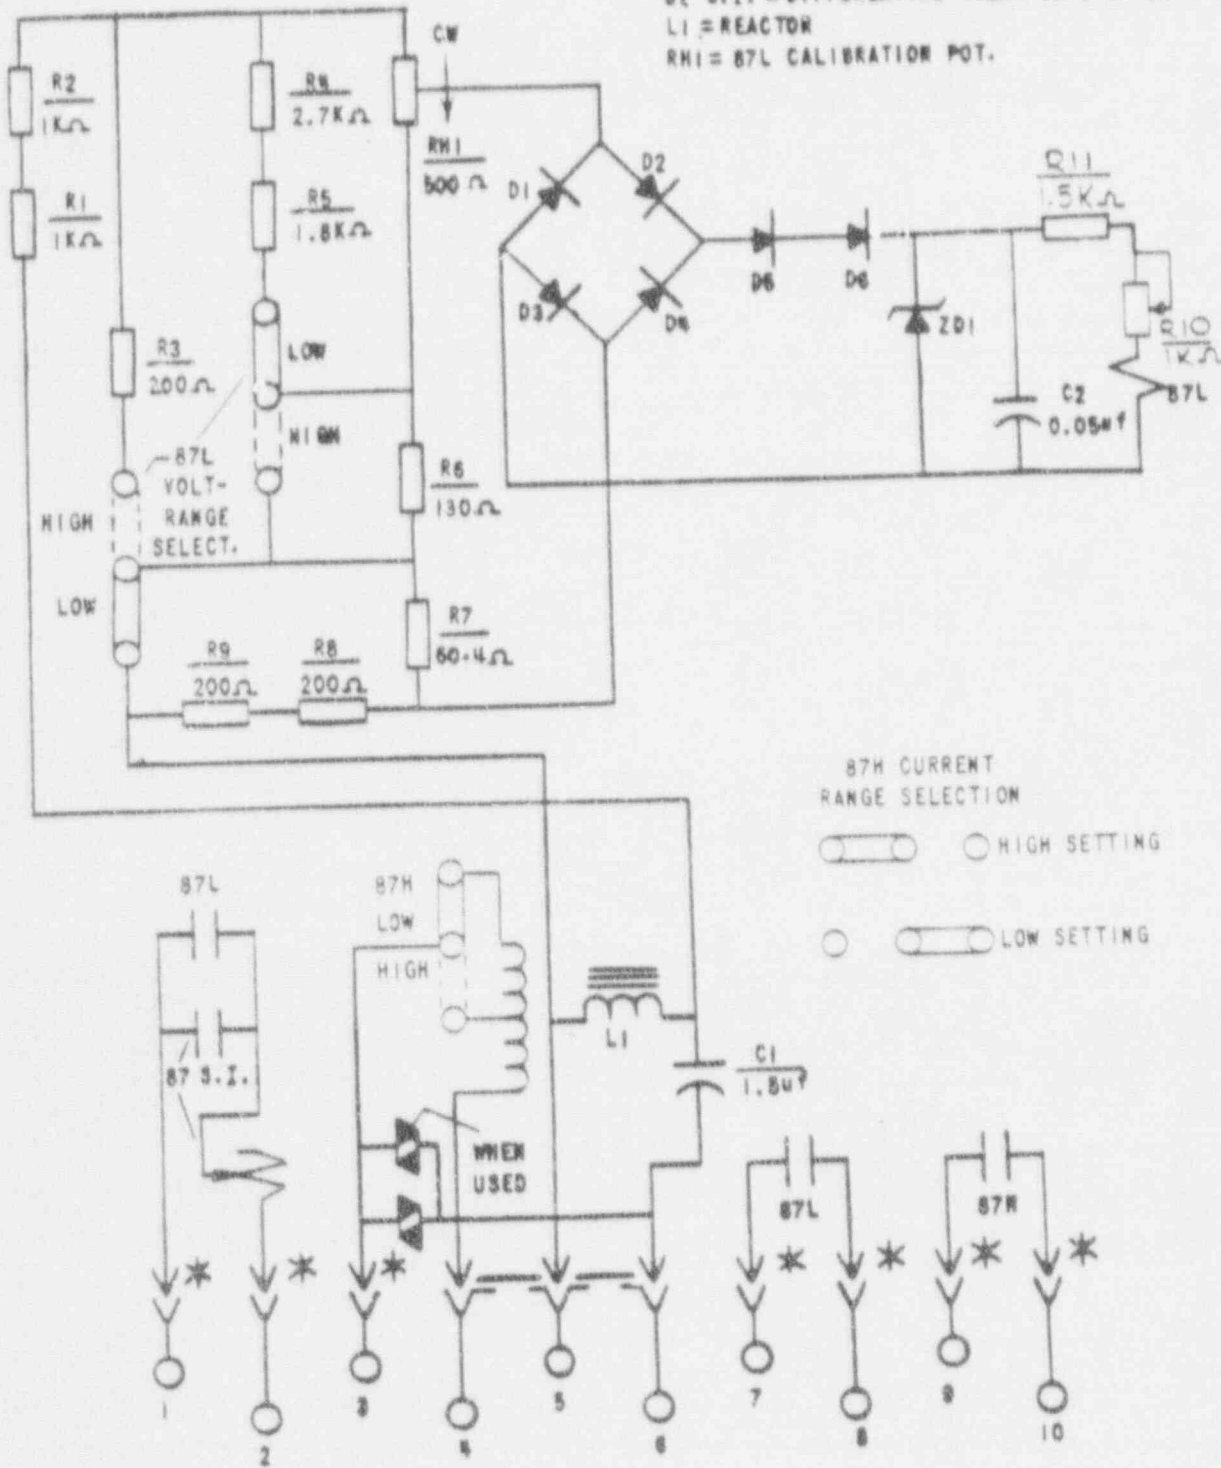 L1 = REACTOR
RH1 = 87L CALIBRATION POT.
CW
R2
1KΩ
R4
2.7KΩ
RH1
500Ω
R1
1KΩ
R5
1.8KΩ
D1
D2
D3
D4
D5
D6
R11
1.5KΩ
ZD1
R10
1KΩ
C2
0.05uf
87L
R3
200Ω
LOW
HIGH
87L
VOLT-
RANGE
SELECT.
HIGH
LOW
R6
130Ω
R7
60.4Ω
R9
200Ω
R8
200Ω
87H CURRENT
RANGE SELECTION
HIGH SETTING
LOW SETTING
87L
87 S.I.
87H
LOW
HIGH
L1
C1
1.5uf
WHEN
USED
87L
87H
1
2
3
4
5
6
7
8
9
10